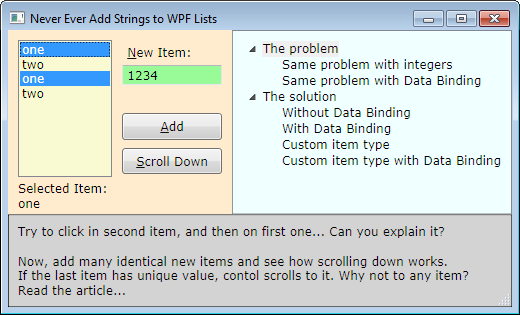 Never Ever Add Strings to WPF Lists
one
two
one
two
New Item:
1234
Add
Scroll Down
Selected Item:
one
The problem
Same problem with integers
Same problem with Data Binding
The solution
Without Data Binding
With Data Binding
Custom item type
Custom item type with Data Binding
Try to click in second item, and then on first one... Can you explain it?
Now, add many identical new items and see how scrolling down works.
If the last item has unique value, contol scrolls to it. Why not to any item?
Read the article...